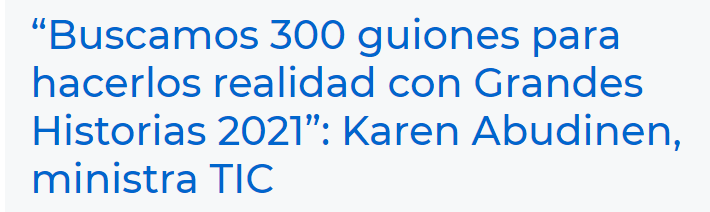 “Buscamos 300 guiones para
hacerlos realidad con Grandes
Historias 2021”: Karen Abudinen,
ministra TIC